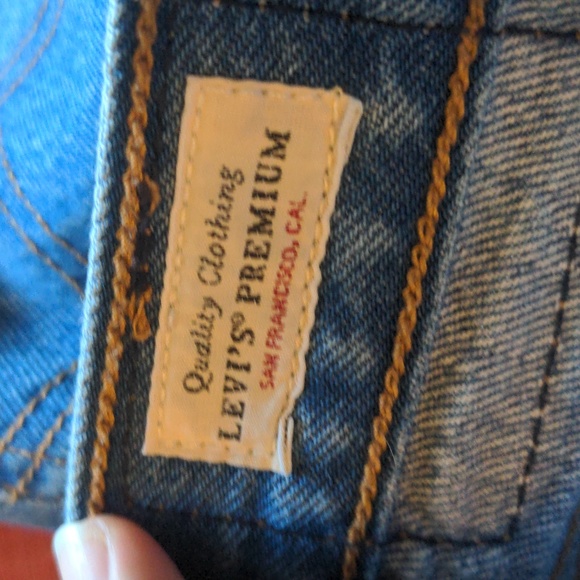 Quality Clothing
LEVI'S® PREMIUM
SAN FRANCISCO, CAL.